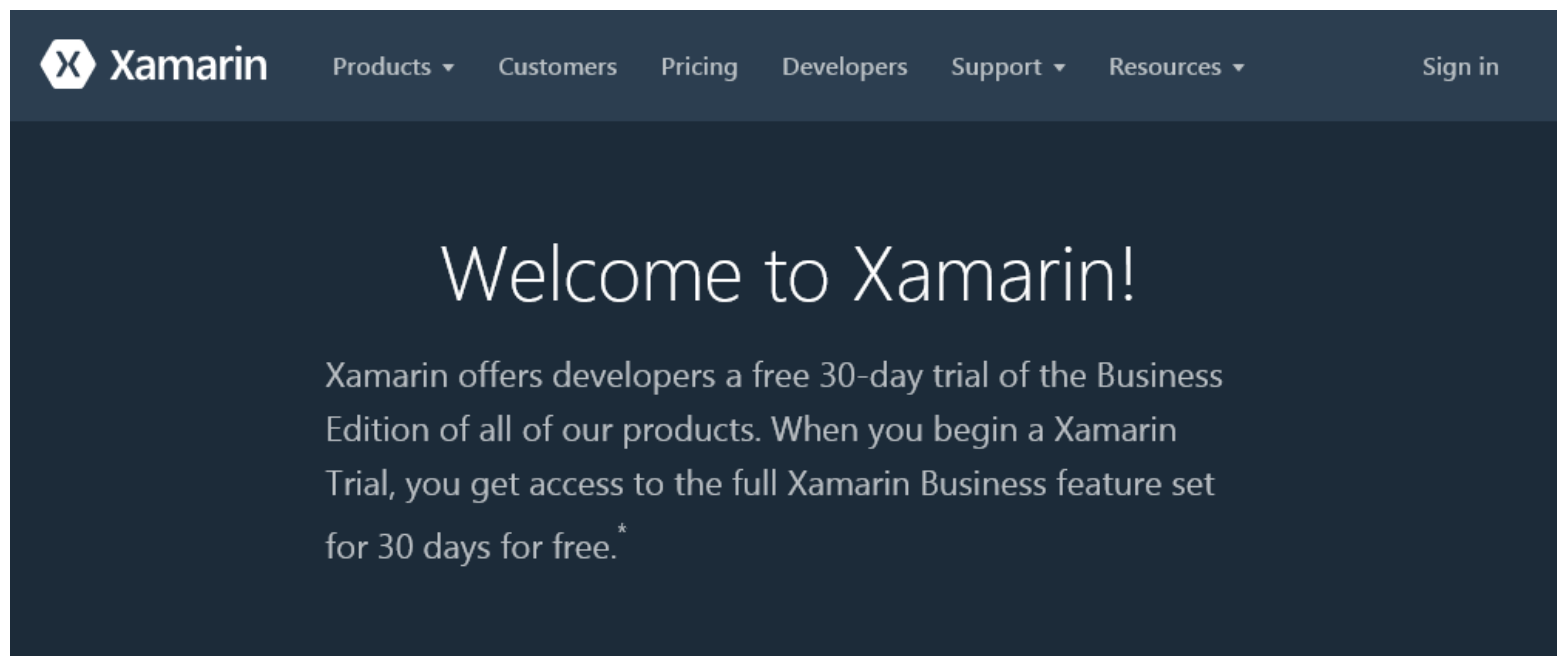 Xamarin Products Customers Pricing Developers Support Resources Sign in
Welcome to Xamarin!
Xamarin offers developers a free 30-day trial of the Business
Edition of all of our products. When you begin a Xamarin
Trial, you get access to the full Xamarin Business feature set
for 30 days for free.*